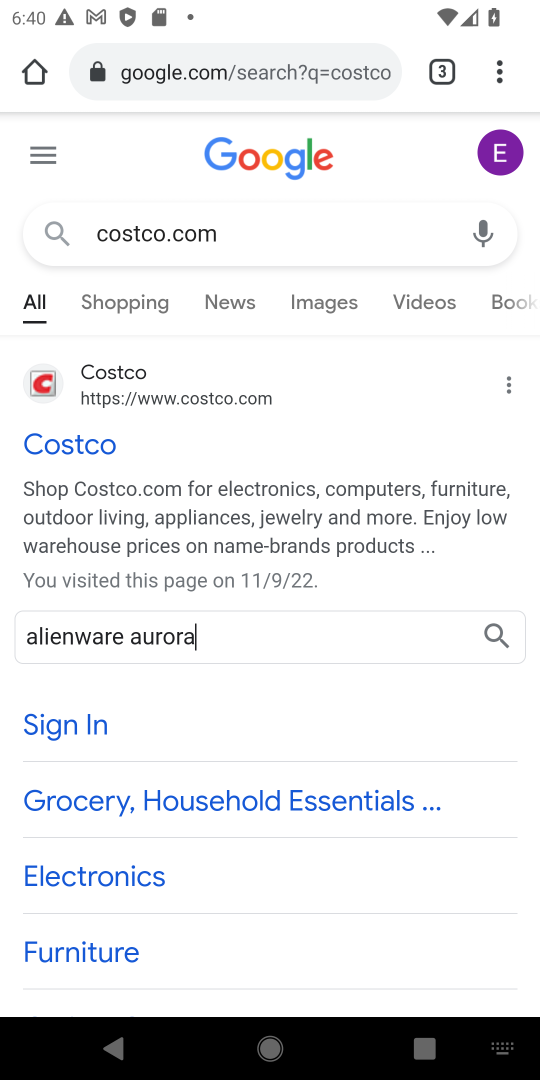 6:40
google.com/search?q=costco
3
Google
E
costco.com
All Shopping News Images Videos Book
Costco
https://www.costco.com
Costco
Shop Costco.com for electronics, computers, furniture,
outdoor living, appliances, jewelry and more. Enjoy low
warehouse prices on name-brands products ...
You visited this page on 11/9/22.
alienware aurora
Sign In
Grocery, Household Essentials ...
Electronics
Furniture